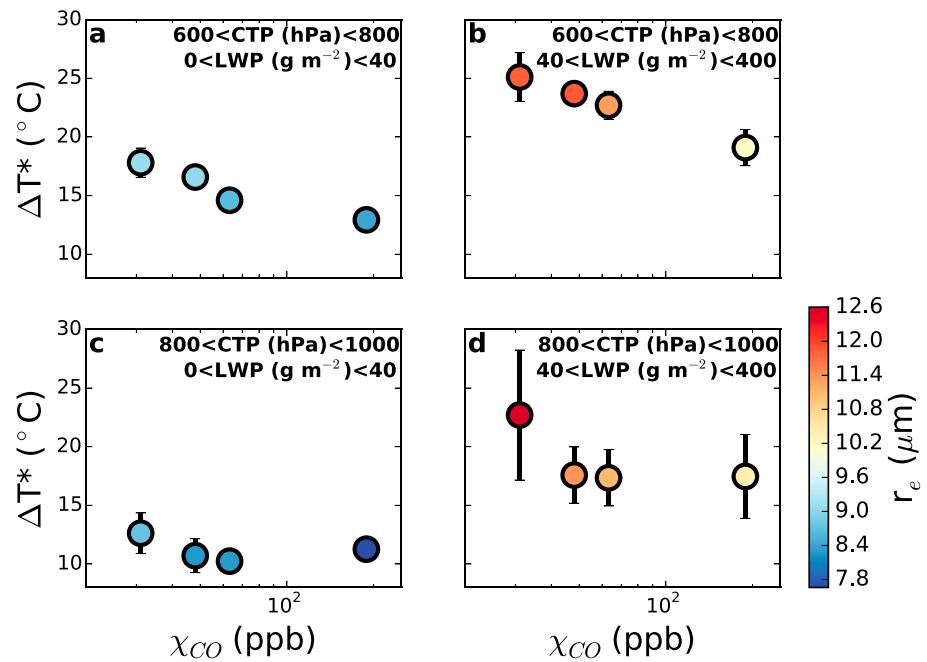 a 600<CTP (hPa)<800
0<LWP (g m⁻²)<40
30
25
20
15
10
ΔT* (°C)
b 600<CTP (hPa)<800
40<LWP (g m⁻²)<400
c 800<CTP (hPa)<1000
0<LWP (g m⁻²)<40
30
25
20
15
10
ΔT* (°C)
10²
χCO (ppb)
d 800<CTP (hPa)<1000
40<LWP (g m⁻²)<400
10²
χCO (ppb)
12.6
12.0
11.4
10.8
10.2
9.6
9.0
8.4
7.8
rₑ (μm)